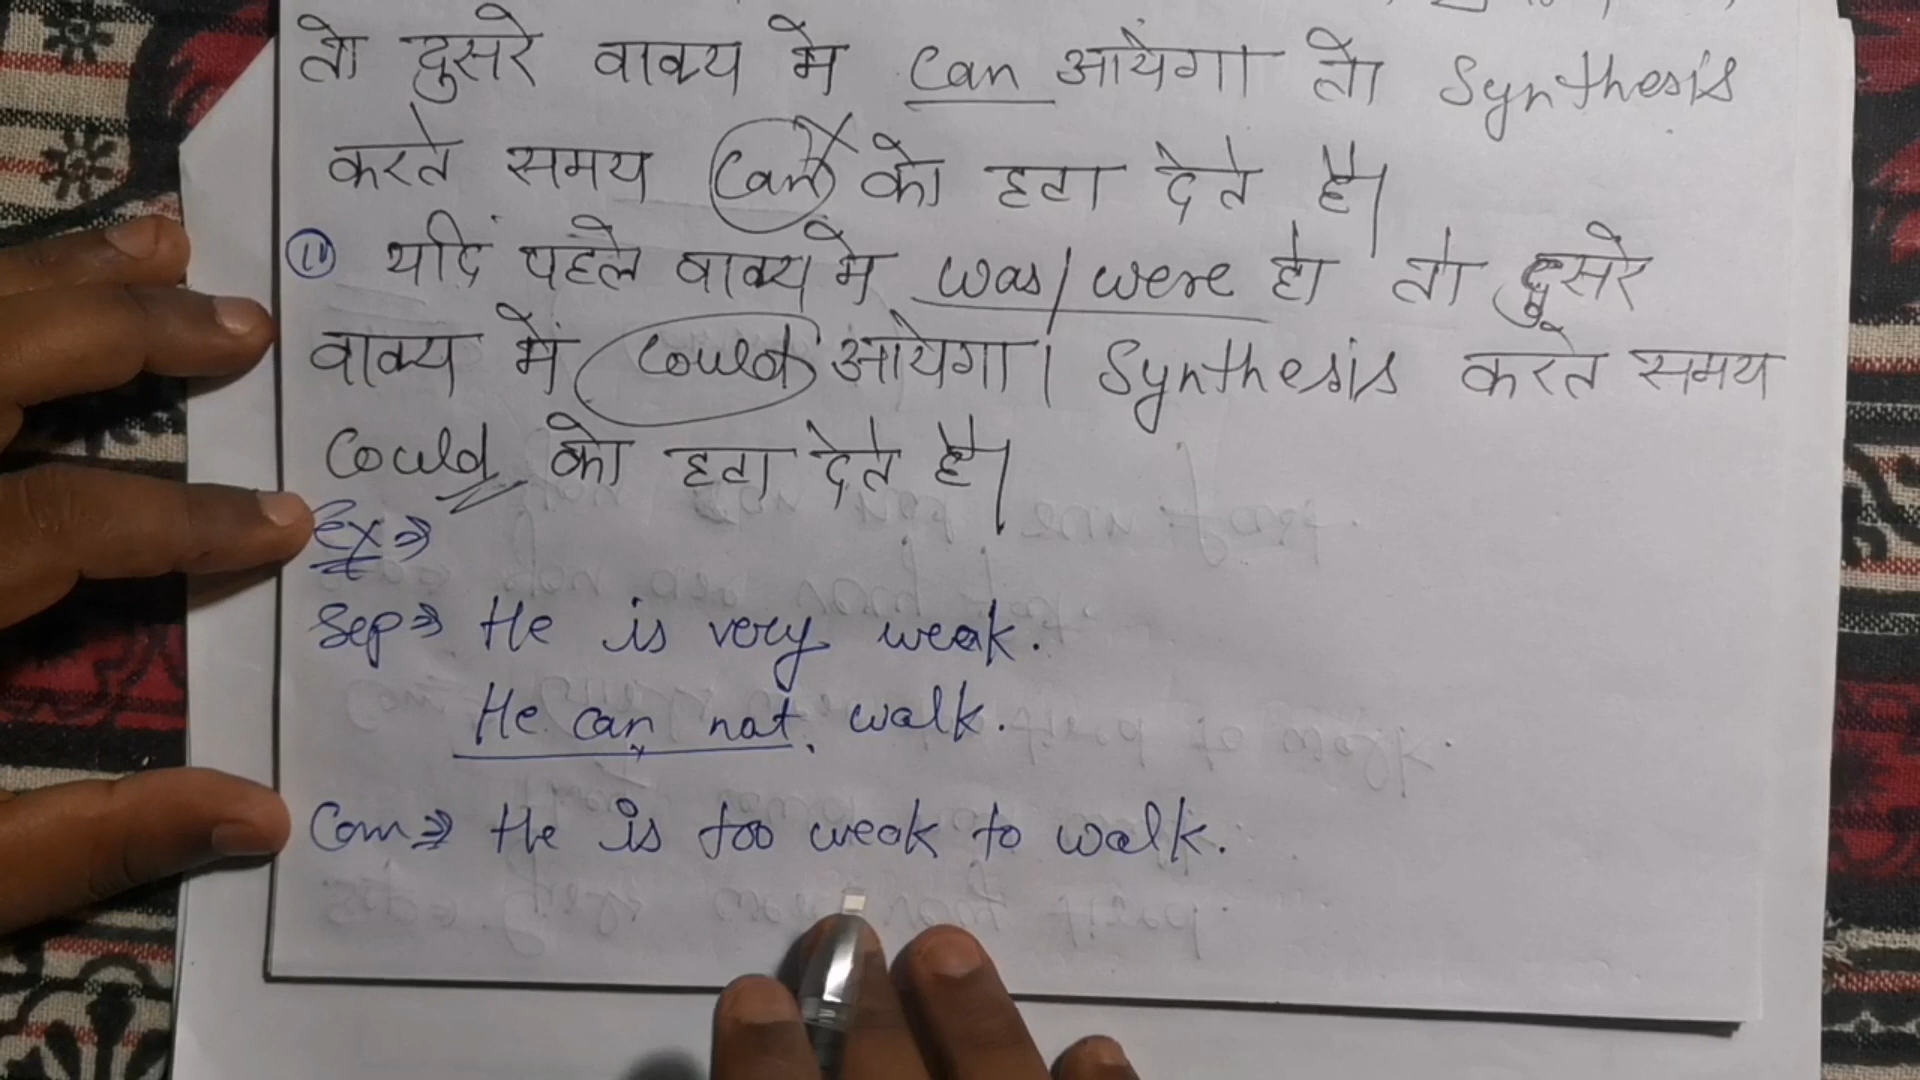 तो दुसरे वाक्य मे can आयेगा तो Synthesis
करते समय can को हटा देते है।
(ii) यदि पहले वाक्य मे was/were हो तो दुसरे
वाक्य में could आयेगा। Synthesis करते समय
Could को हटा देते है।
Ex⇒
Sep⇒ He is very weak.
He can not walk.
Com⇒ He is too weak to walk.